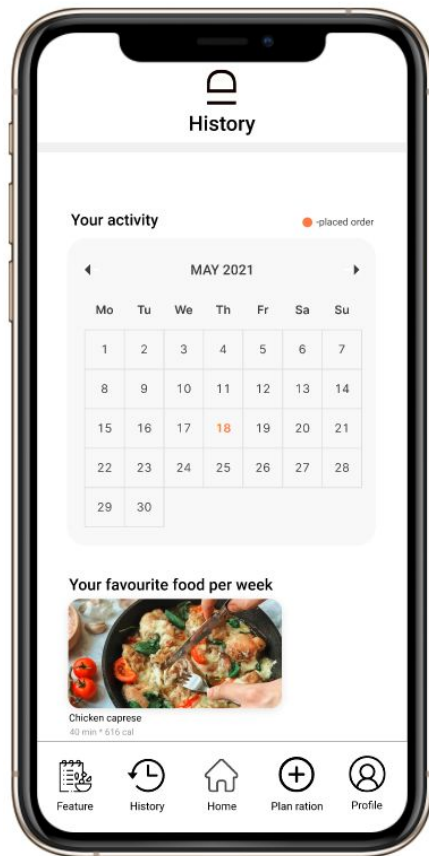 History
Your activity
-placed order
MAY 2021
Mo Tu We Th Fr Sa Su
1 2 3 4 5 6 7
8 9 10 11 12 13 14
15 16 17 18 19 20 21
22 23 24 25 26 27 28
29 30
Your favourite food per week
Chicken caprese
40 min * 616 cal
Feature History Home Plan ration Profile